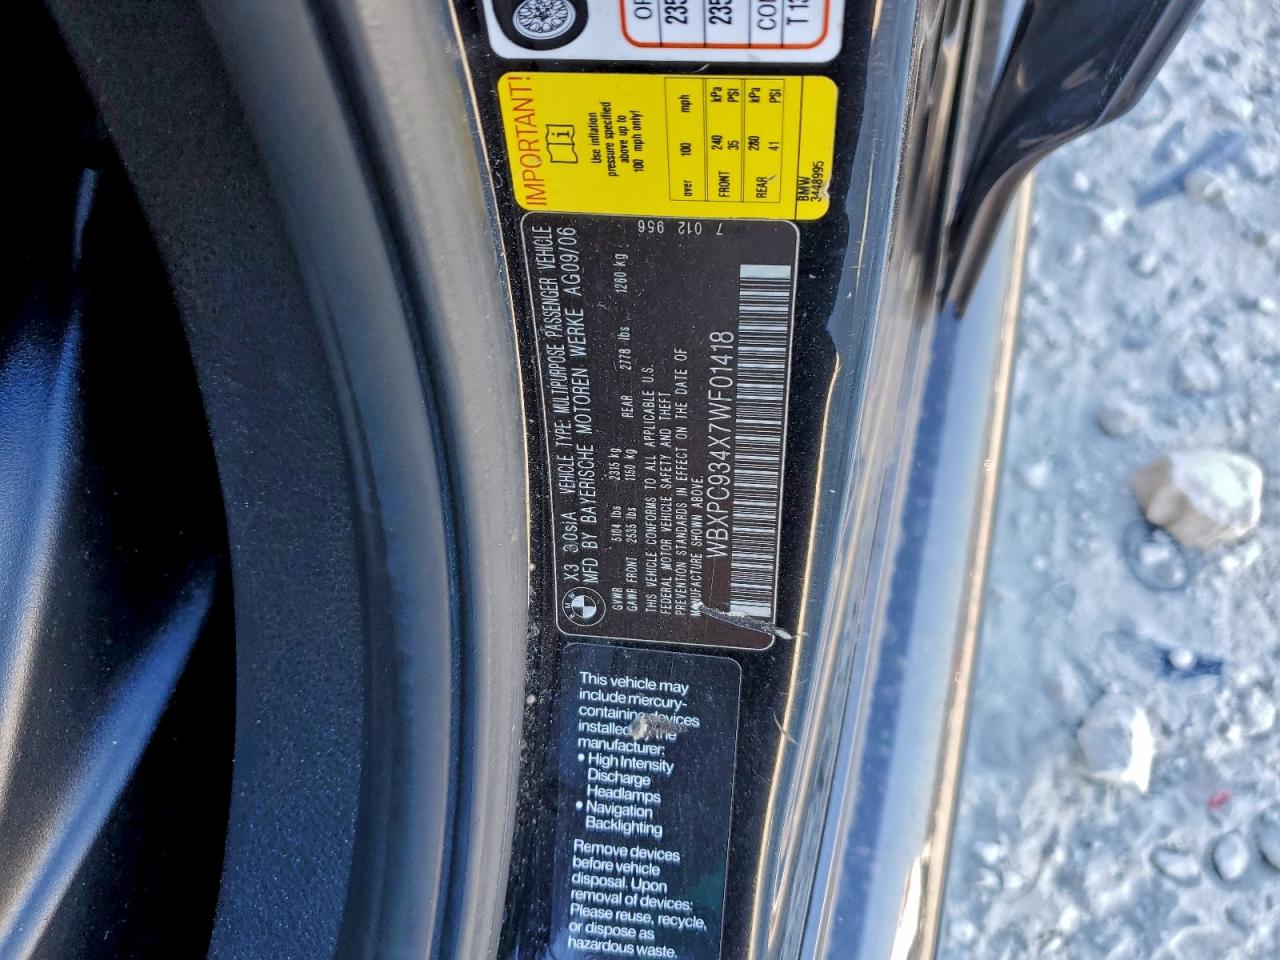 OR
235
235
CO
T13
IMPORTANT!
Use inflation
pressure specified
above up to
100 mph only!
over 100 mph
FRONT 240 kPa
35 PSI
REAR 280 kPa
41 PSI
BMW
3448995
X3 3.0siA VEHICLE TYPE MULTIPURPOSE PASSENGER VEHICLE
MFD BY BAYERISCHE MOTOREN WERKE AG09/06
GVWR 5104 lbs 2315 kg
GAWR FRONT 2535 lbs 1150 kg REAR 2778 lbs 1260 kg
THIS VEHICLE CONFORMS TO ALL APPLICABLE U.S.
FEDERAL MOTOR VEHICLE SAFETY AND THEFT
PREVENTION STANDARDS IN EFFECT ON THE DATE OF
MANUFACTURE SHOWN ABOVE.
7 012 956
WBXPC934X7WF01418
This vehicle may
include mercury-
containing devices
installed by the
manufacturer:
• High Intensity
Discharge
Headlamps
• Navigation
Backlighting
Remove devices
before vehicle
disposal. Upon
removal of devices:
Please reuse, recycle,
or dispose as
hazardous waste.